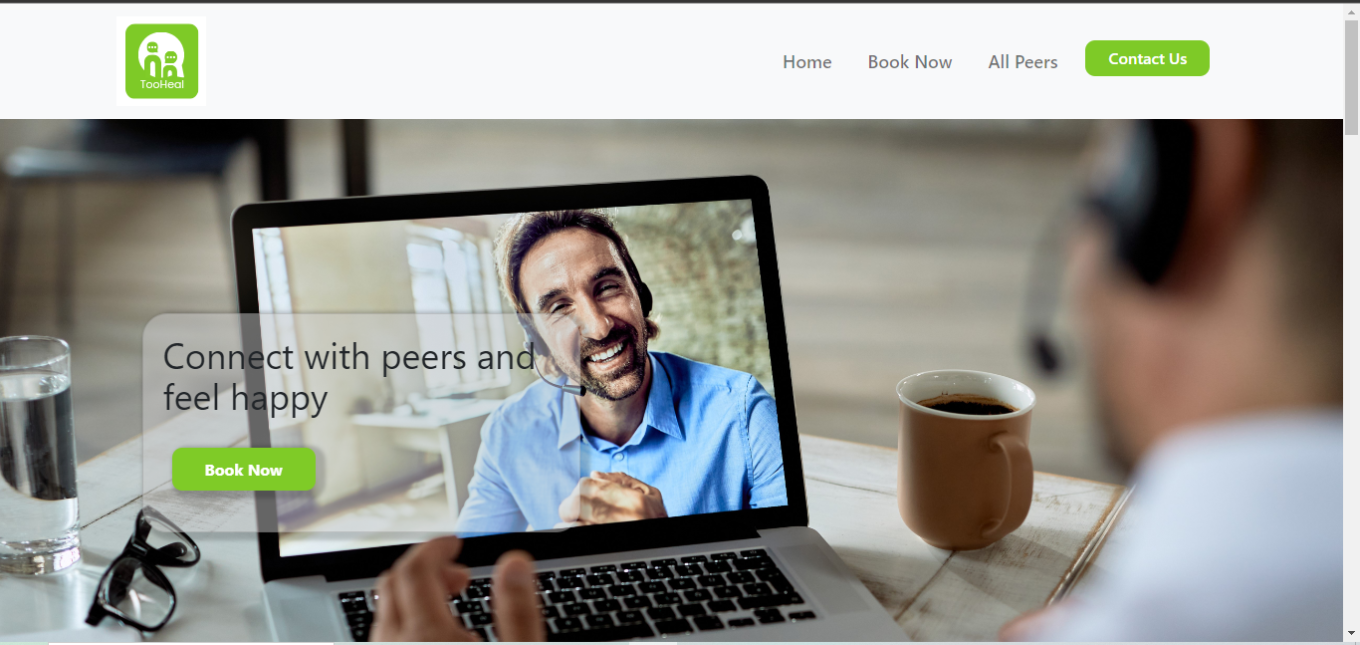 TooHeal
Home
Book Now
All Peers
Contact Us
Connect with peers and
feel happy
Book Now